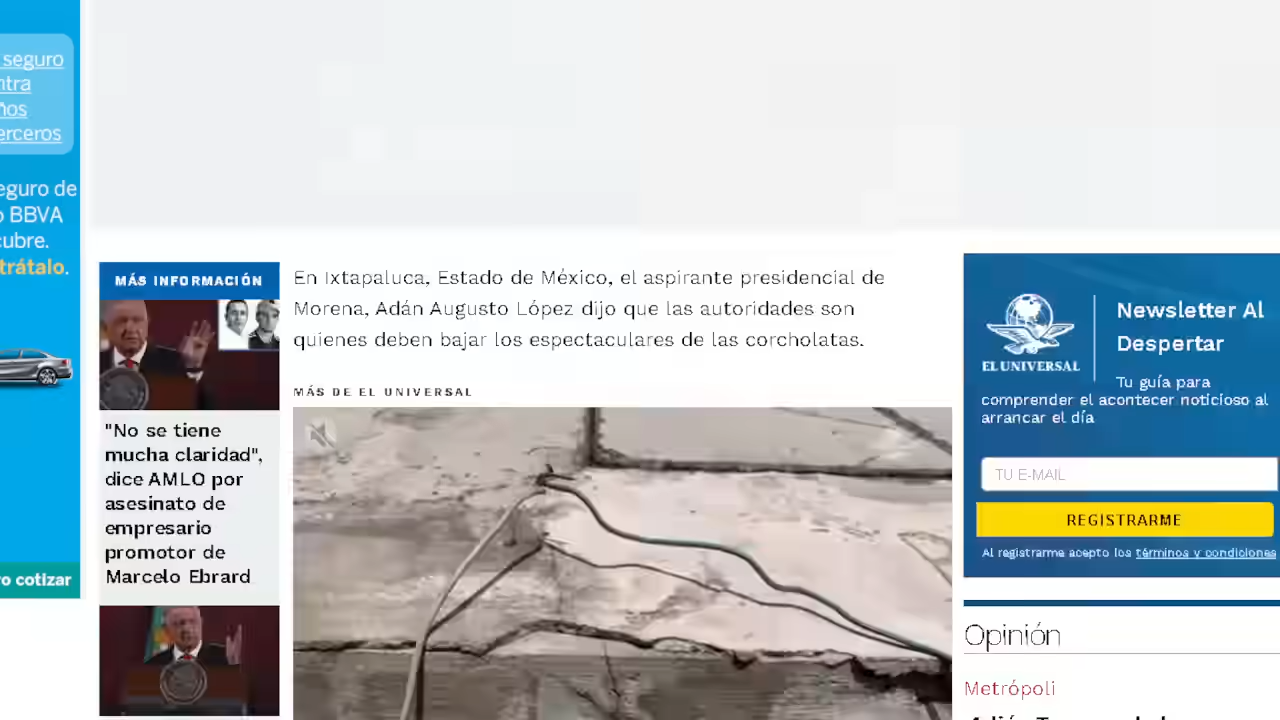 seguro
ntra
ños
erceros
eguro de
o BBVA
cubre.
trátalo.
ro cotizar
MÁS INFORMACIÓN
"No se tiene
mucha claridad",
dice AMLO por
asesinato de
empresario
promotor de
Marcelo Ebrard
En Ixtapaluca, Estado de México, el aspirante presidencial de
Morena, Adán Augusto López dijo que las autoridades son
quienes deben bajar los espectaculares de las corcholatas.
MÁS DE EL UNIVERSAL
EL UNIVERSAL
Newsletter Al
Despertar
Tu guía para
comprender el acontecer noticioso al
arrancar el día
TU E-MAIL
REGISTRARME
Al registrarme acepto los términos y condiciones
Opinión
Metrópoli